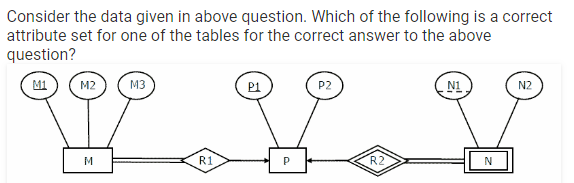 Consider the data given in above question. Which of the following is a correct
attribute set for one of the tables for the correct answer to the above
question?
M1 M2 M3 P1 P2 N1 N2
M R1 P R2 N